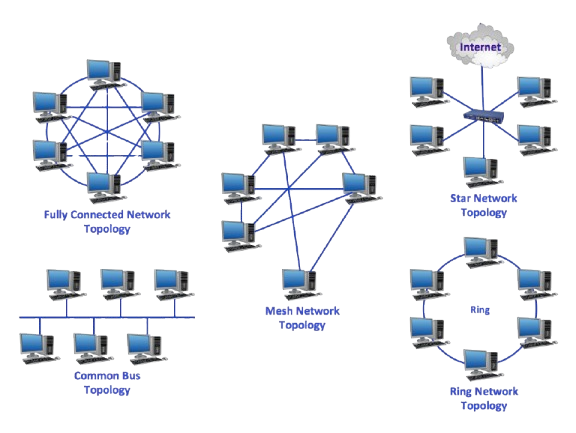 Internet
Fully Connected Network
Topology
Star Network
Topology
Mesh Network
Topology
Ring
Common Bus
Topology
Ring Network
Topology